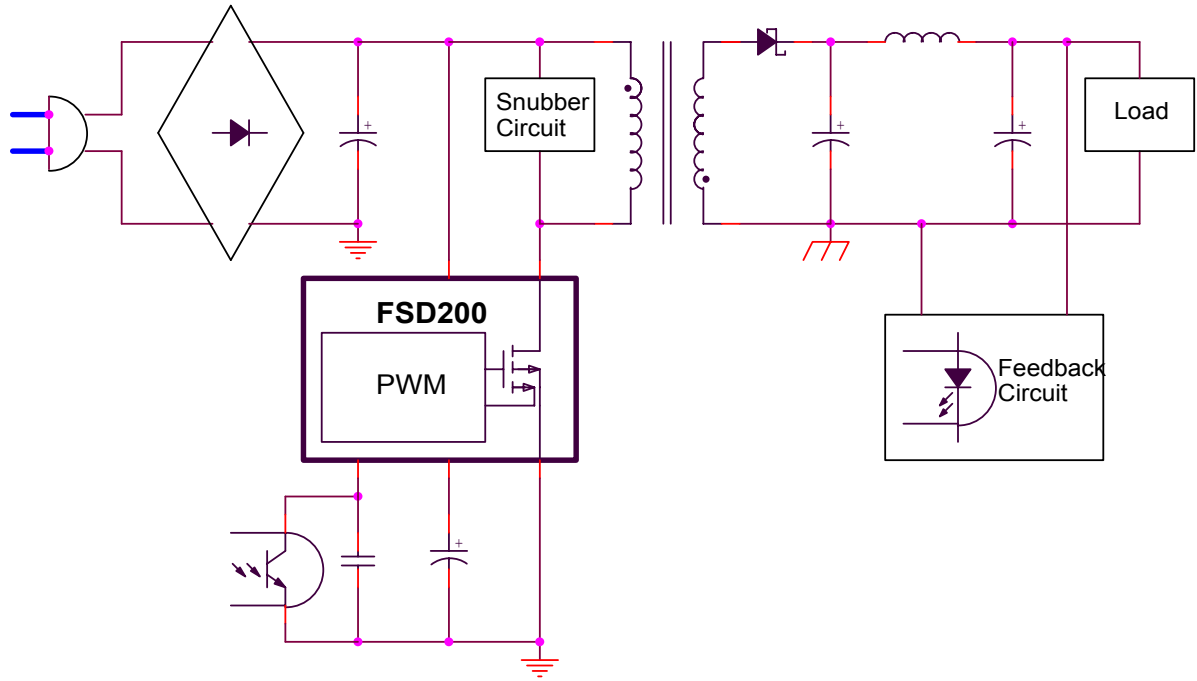 Snubber
Circuit
Load
FSD200
PWM
Feedback
Circuit
+
+
+
+